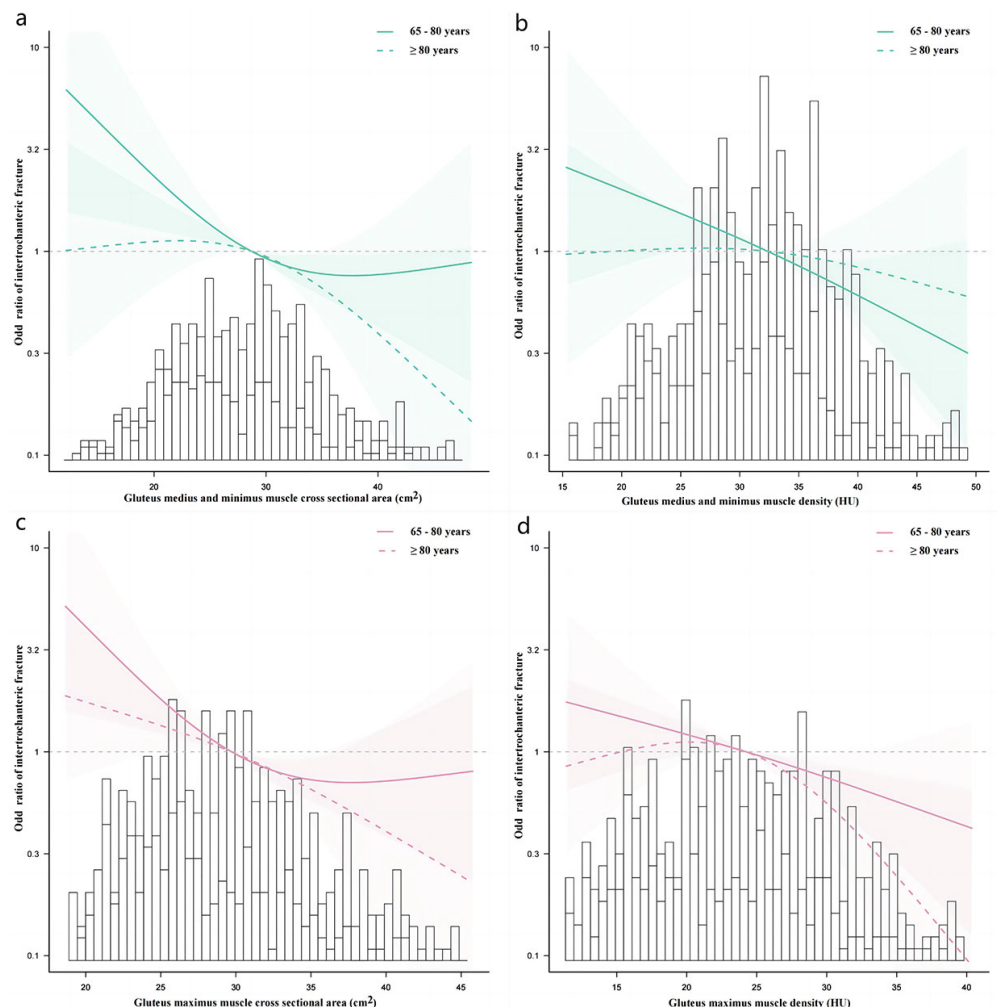 a
65 - 80 years
≥ 80 years
10
3.2
1
0.3
0.1
Odd ratio of intertrochanteric fracture
20 30 40
Gluteus medius and minimus muscle cross sectional area (cm²)
b
65 - 80 years
≥ 80 years
10
3.2
1
0.3
0.1
Odd ratio of intertrochanteric fracture
15 20 25 30 35 40 45 50
Gluteus medius and minimus muscle density (HU)
c
65 - 80 years
≥ 80 years
10
3.2
1
0.3
0.1
Odd ratio of intertrochanteric fracture
20 25 30 35 40 45
Gluteus maximus muscle cross sectional area (cm²)
d
65 - 80 years
≥ 80 years
10
3.2
1
0.3
0.1
Odd ratio of intertrochanteric fracture
15 20 25 30 35 40
Gluteus maximus muscle density (HU)